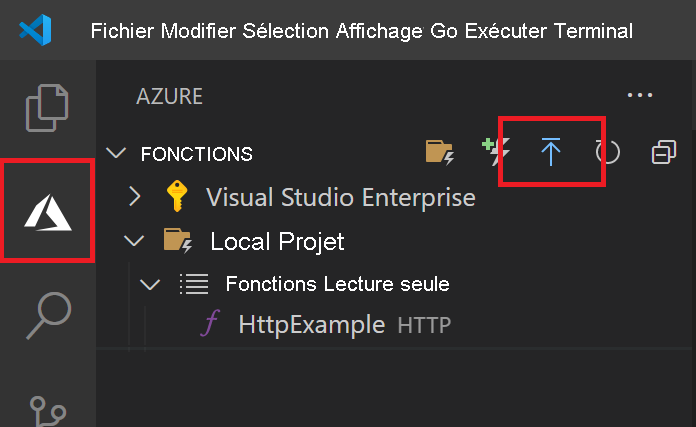 Fichier Modifier Sélection Affichage Go Exécuter Terminal
AZURE
FONCTIONS
Visual Studio Enterprise
Local Projet
Fonctions Lecture seule
HttpExample HTTP